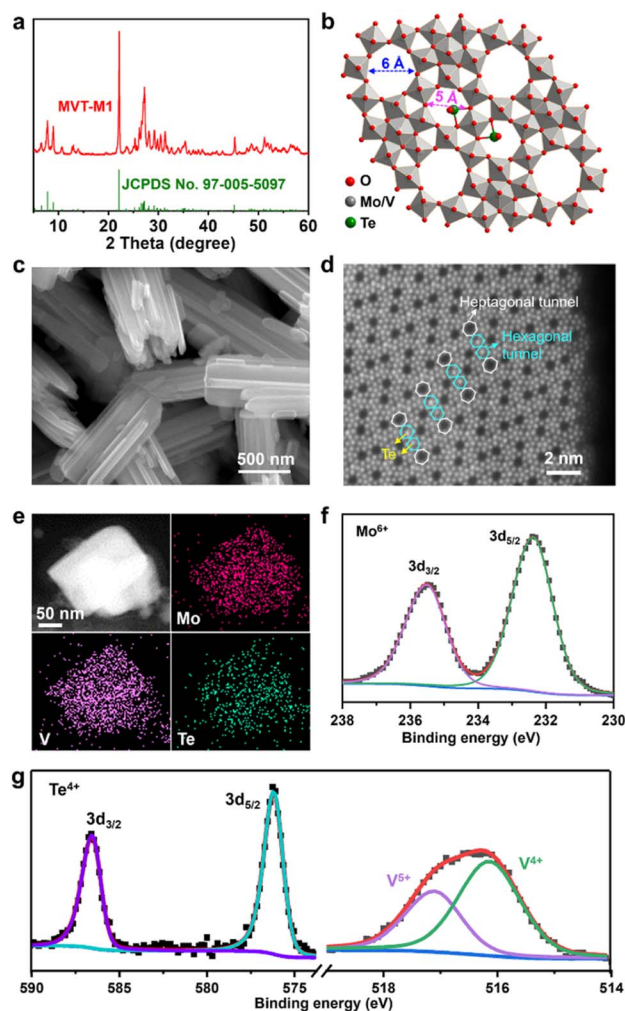 a
MVT-M1
JCPDS No. 97-005-5097
10 20 30 40 50 60
2 Theta (degree)
b
6 Å
5 Å
O
Mo/V
Te
c
500 nm
d
Heptagonal tunnel
Hexagonal
tunnel
Te
2 nm
e
50 nm
Mo
V
Te
f
Mo6+
3d3/2
3d5/2
238 236 234 232 230
Binding energy (eV)
g
Te4+
3d3/2
3d5/2
V5+
V4+
590 585 580 575 518 516 514
Binding energy (eV)